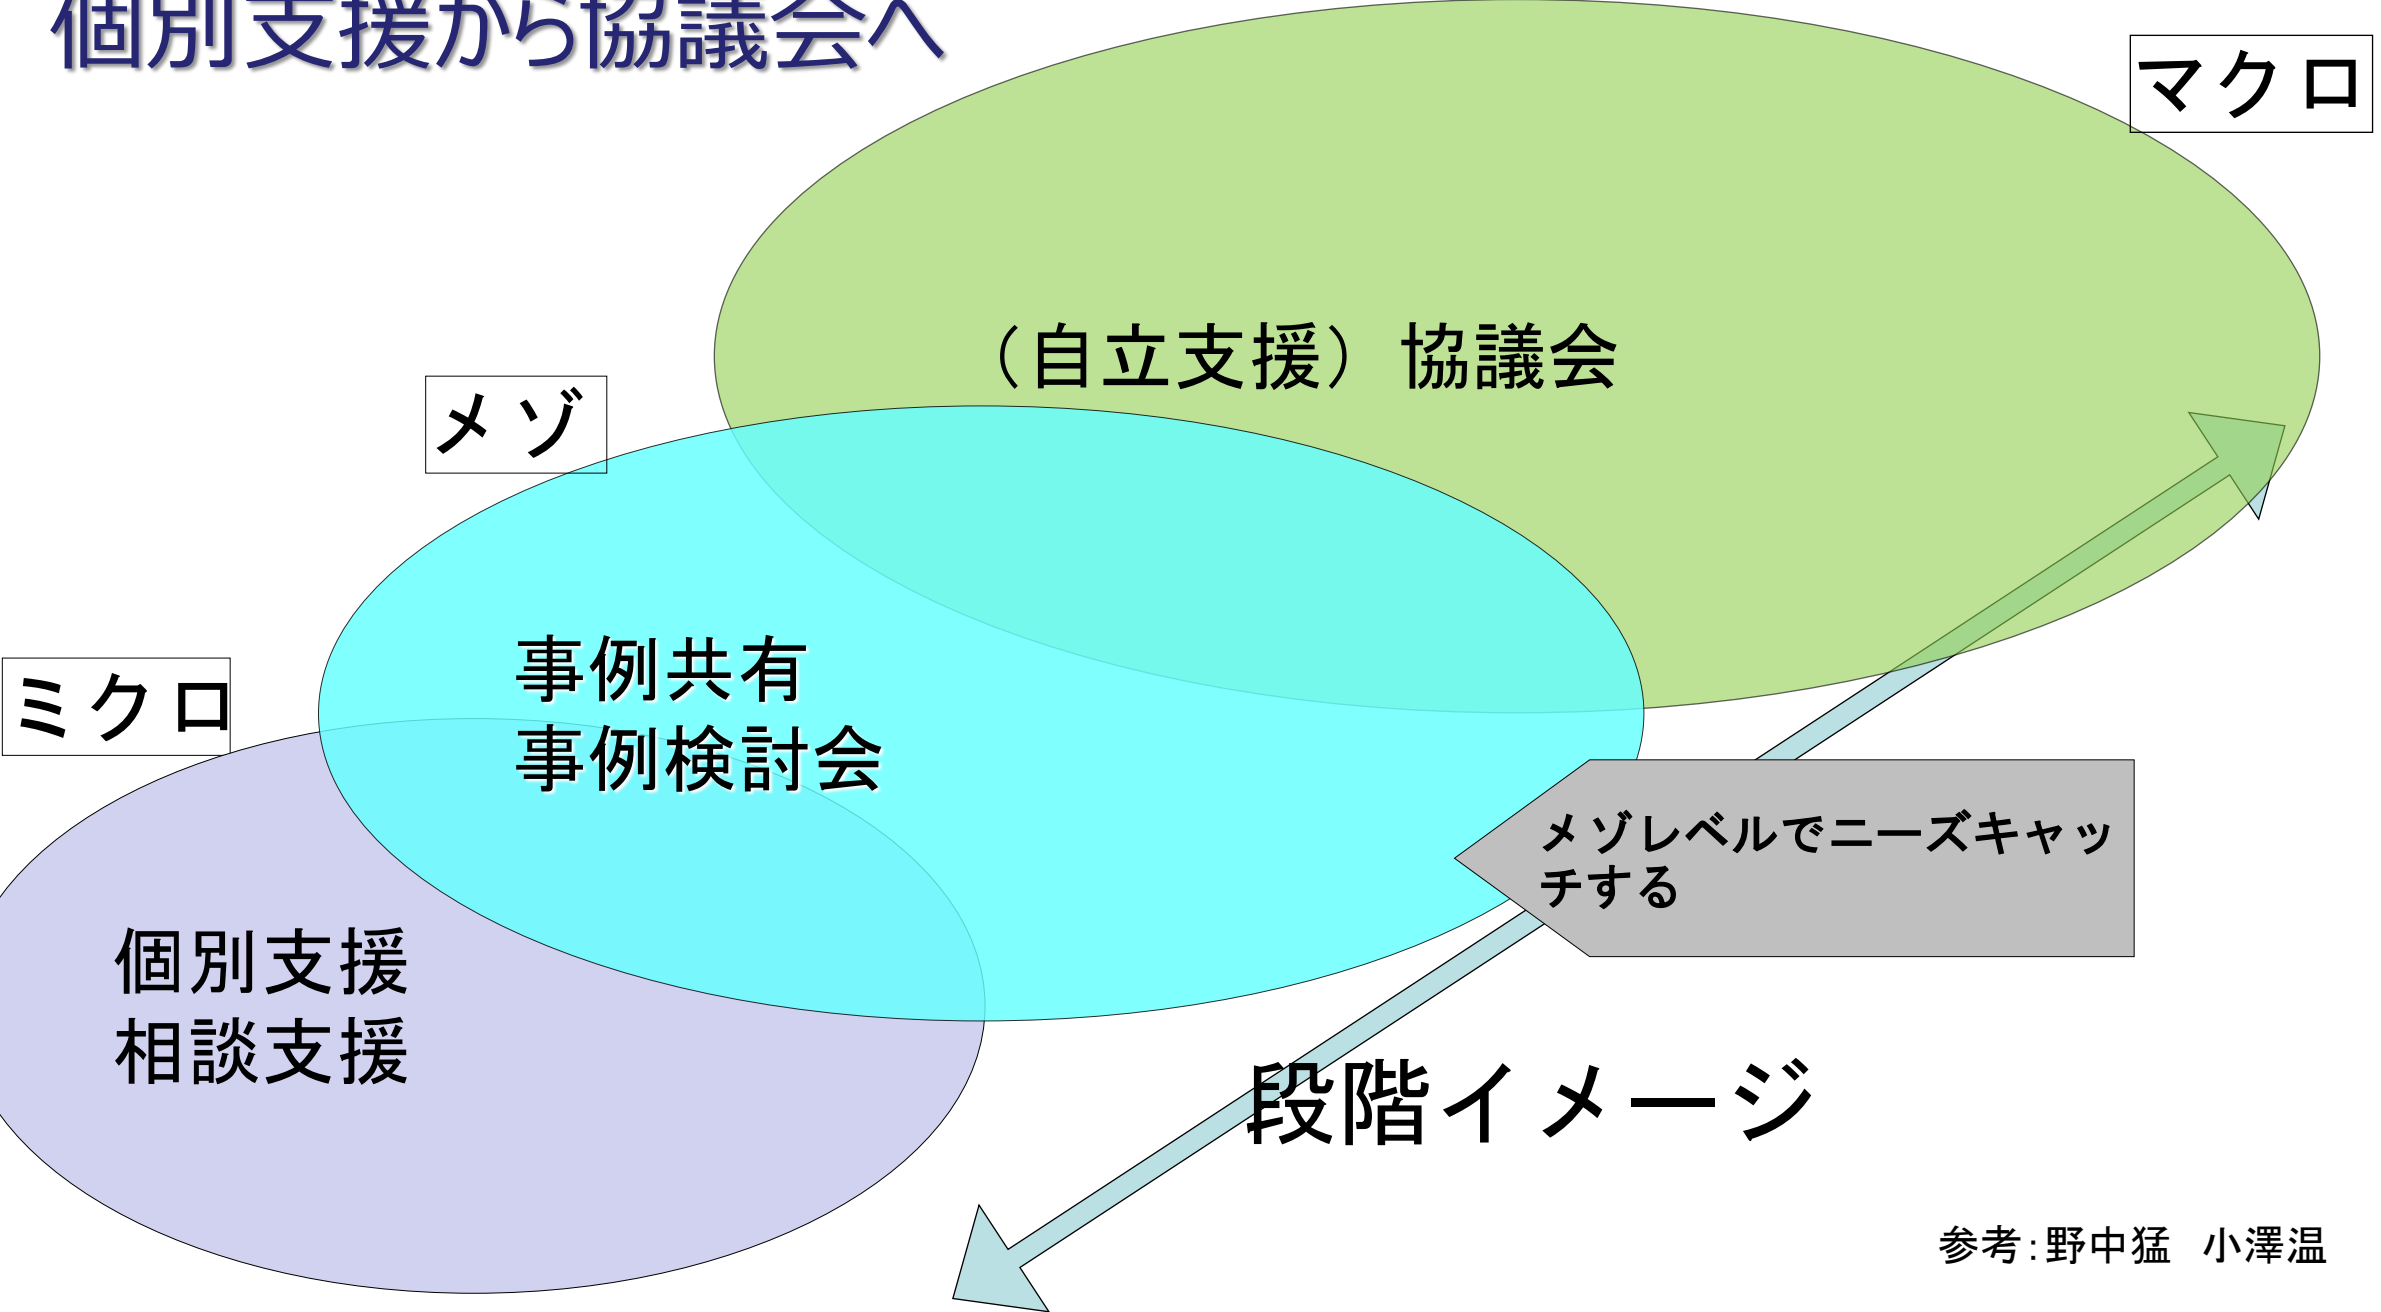 個別支援から協議会へ
マクロ
（自立支援）協議会
メゾ
事例共有
事例検討会
ミクロ
メゾレベルでニーズキャッ
チする
個別支援
相談支援
段階イメージ
参考：野中猛　小澤温